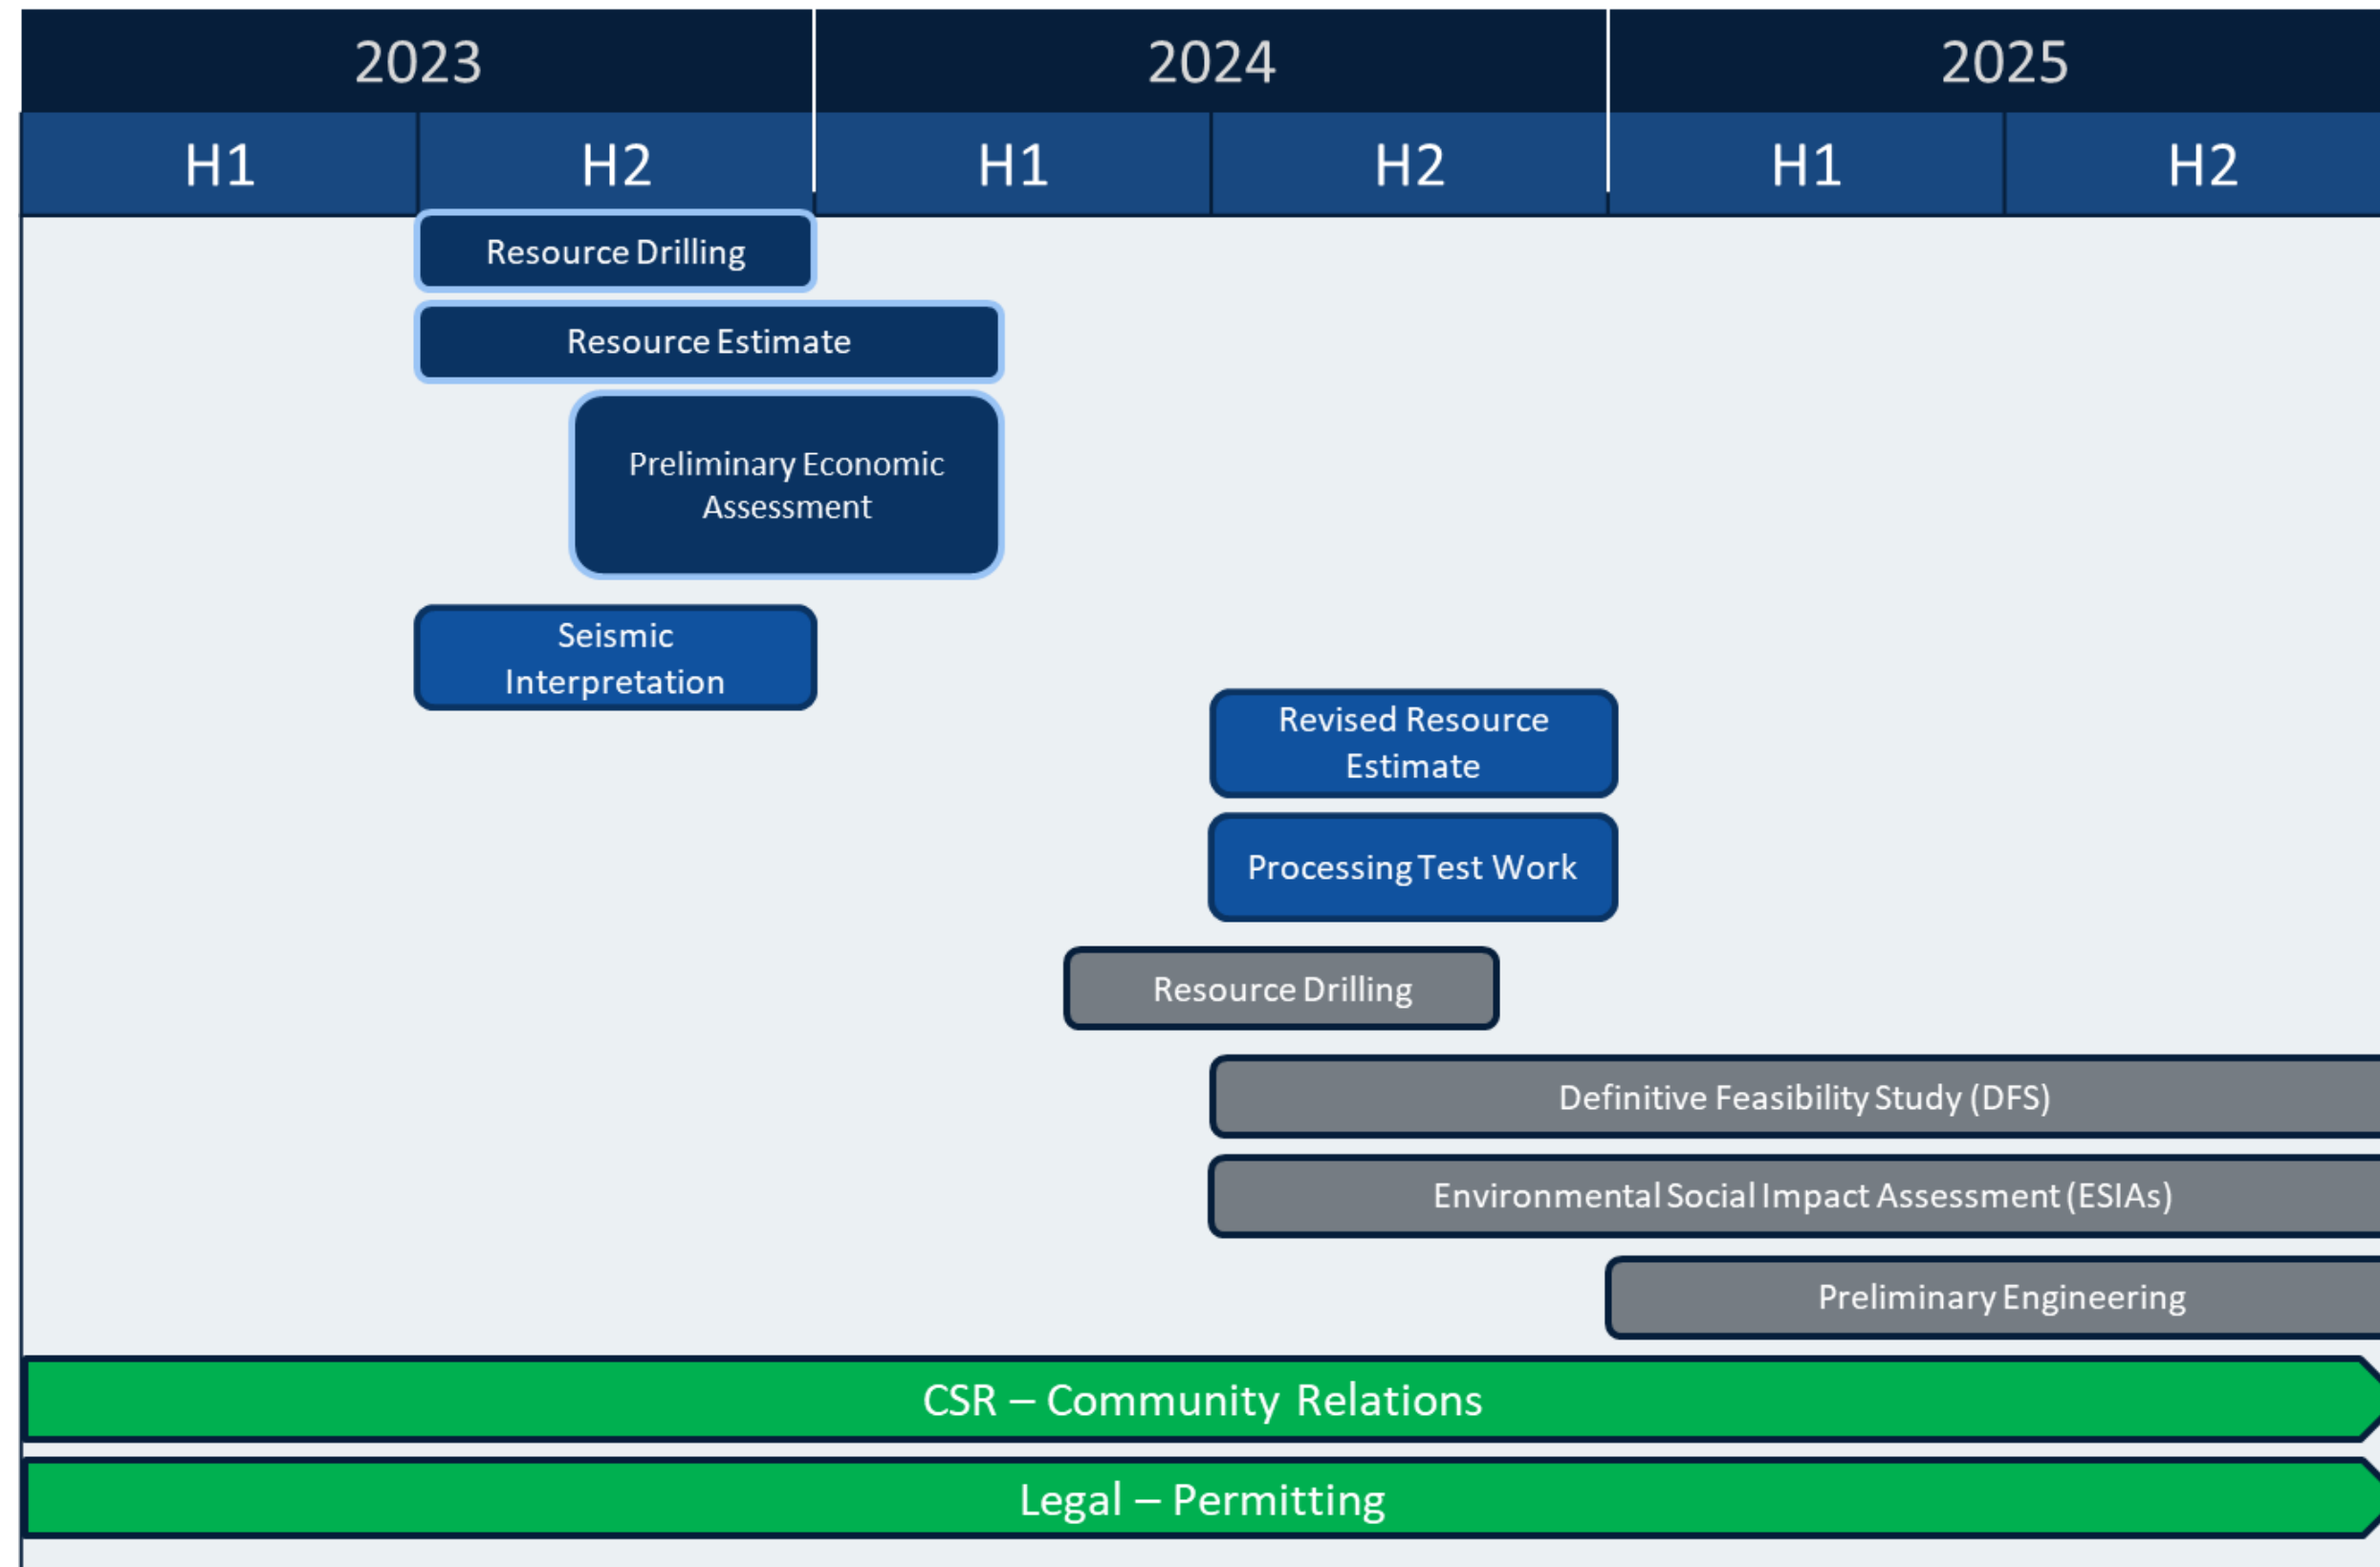 2023 2024 2025
H1 H2 H1 H2 H1 H2
Resource Drilling
Resource Estimate
Preliminary Economic
Assessment
Seismic
Interpretation
Revised Resource
Estimate
Processing Test Work
Resource Drilling
Definitive Feasibility Study (DFS)
Environmental Social Impact Assessment (ESIAs)
Preliminary Engineering
CSR – Community Relations
Legal – Permitting